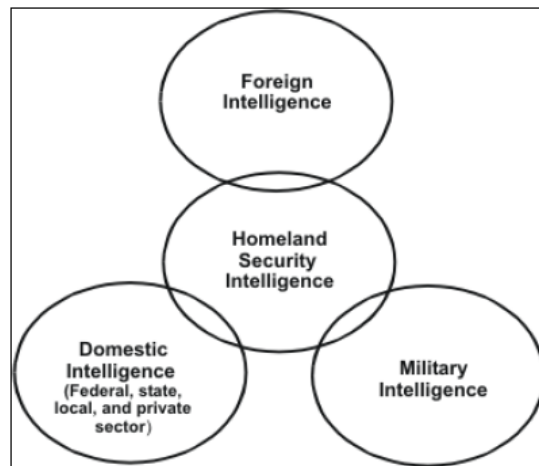 Foreign
Intelligence
Homeland
Security
Intelligence
Domestic
Intelligence
(Federal, state,
local, and private
sector)
Military
Intelligence